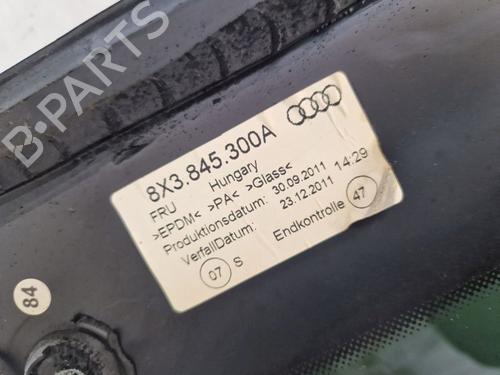 B-PARTS
8X3.845.300A
FRU Hungary
>EPDM< >PA< >Glass<
Produktionsdatum: 30.09.2011 14:29
VerfallDatum: 23.12.2011
07 S Endkontrolle 47
84